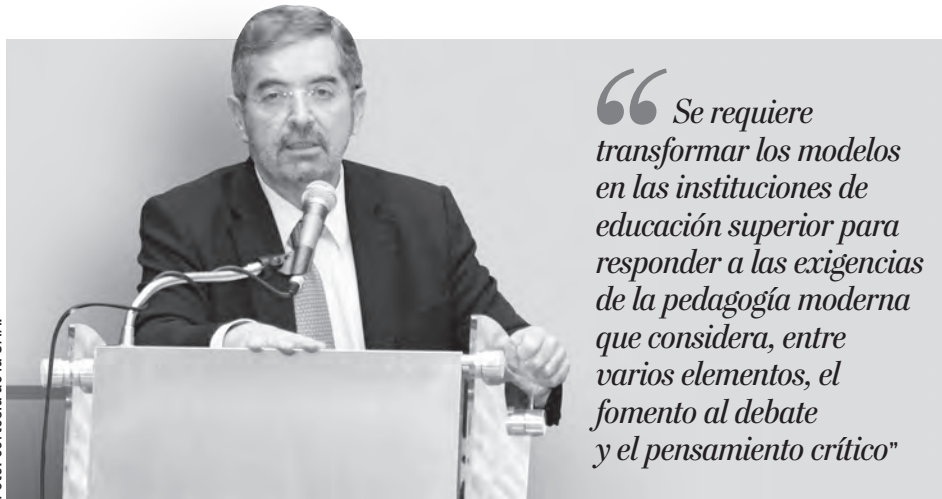 “ Se requiere
transformar los modelos
en las instituciones de
educación superior para
responder a las exigencias
de la pedagogía moderna
que considera, entre
varios elementos, el
fomento al debate
y el pensamiento crítico”